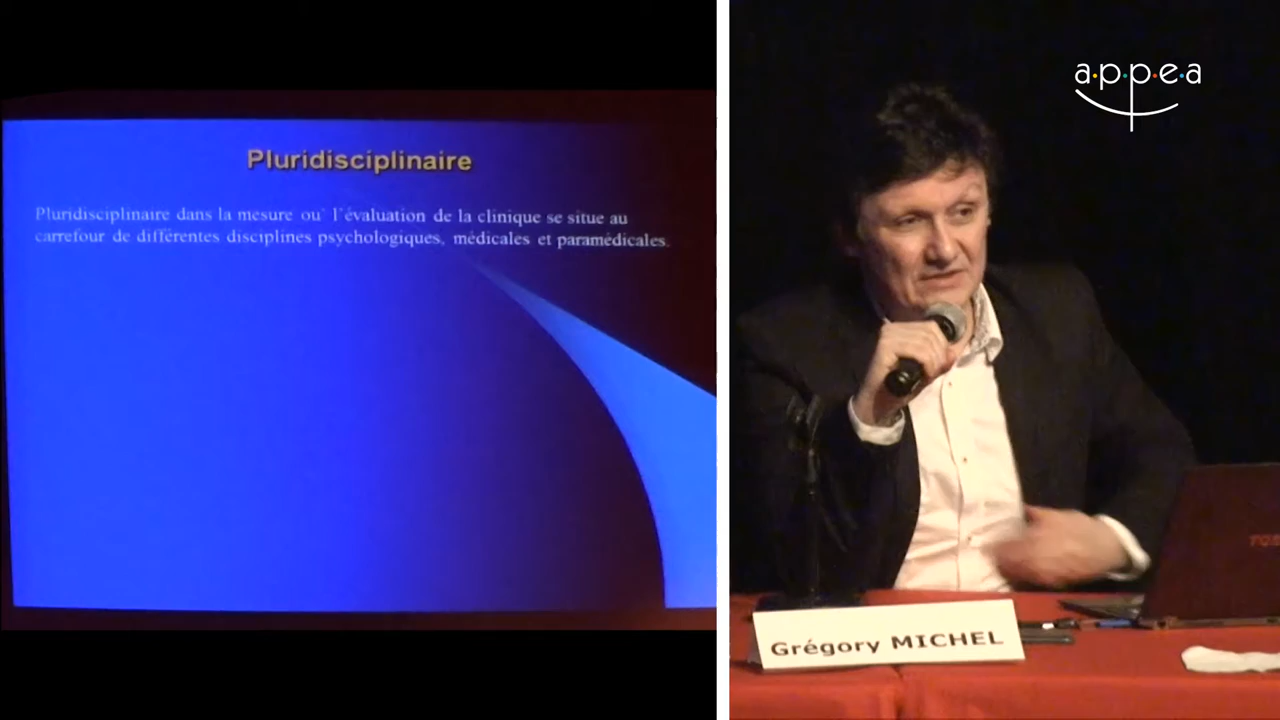 Pluridisciplinaire
Pluridisciplinaire dans la mesure ou` l'évaluation de la clinique se situe au
carrefour de différentes disciplines psychologiques, médicales et paramédicales.
a·p·p·e·a
Grégory MICHEL